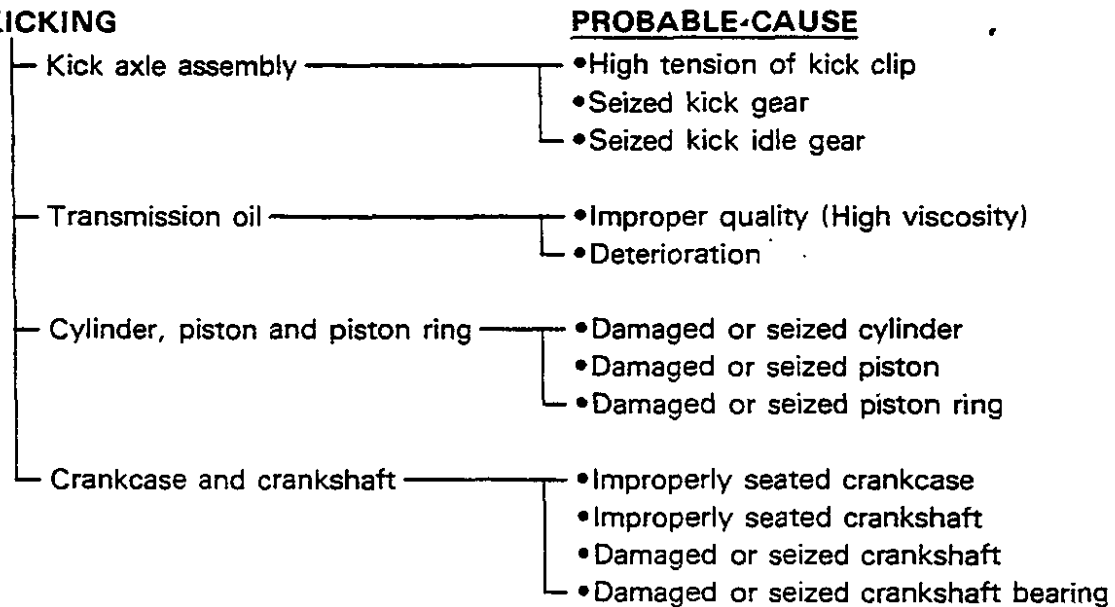 KICKING PROBABLE-CAUSE
Kick axle assembly •High tension of kick clip
•Seized kick gear
•Seized kick idle gear
Transmission oil •Improper quality (High viscosity)
•Deterioration
Cylinder, piston and piston ring •Damaged or seized cylinder
•Damaged or seized piston
•Damaged or seized piston ring
Crankcase and crankshaft •Improperly seated crankcase
•Improperly seated crankshaft
•Damaged or seized crankshaft
•Damaged or seized crankshaft bearing